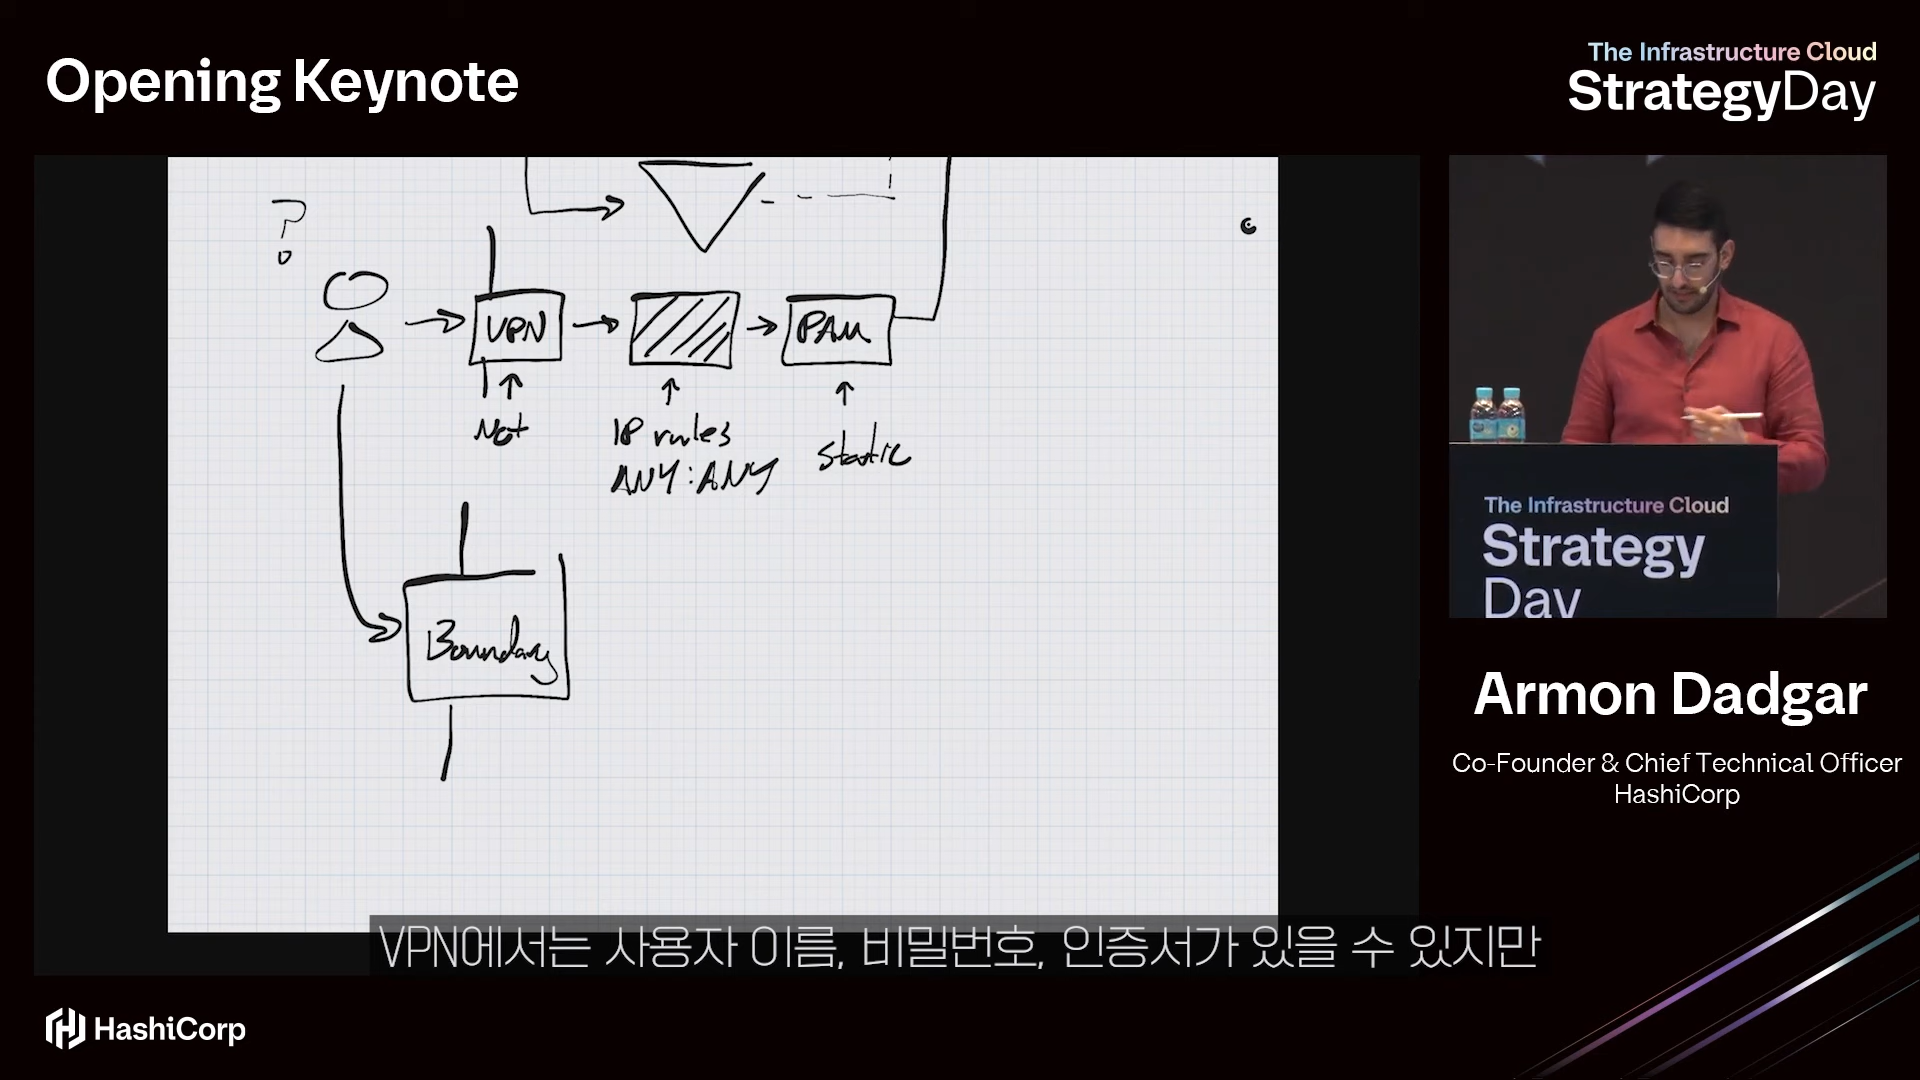 Opening Keynote
The Infrastructure Cloud
StrategyDay
?
VPN
PAM
Net
IP rules
ANY:ANY
static
Boundary
The Infrastructure Cloud
Strategy
Day
Armon Dadgar
Co-Founder & Chief Technical Officer
HashiCorp
VPN에서는 사용자 이름, 비밀번호, 인증서가 있을 수 있지만
HashiCorp